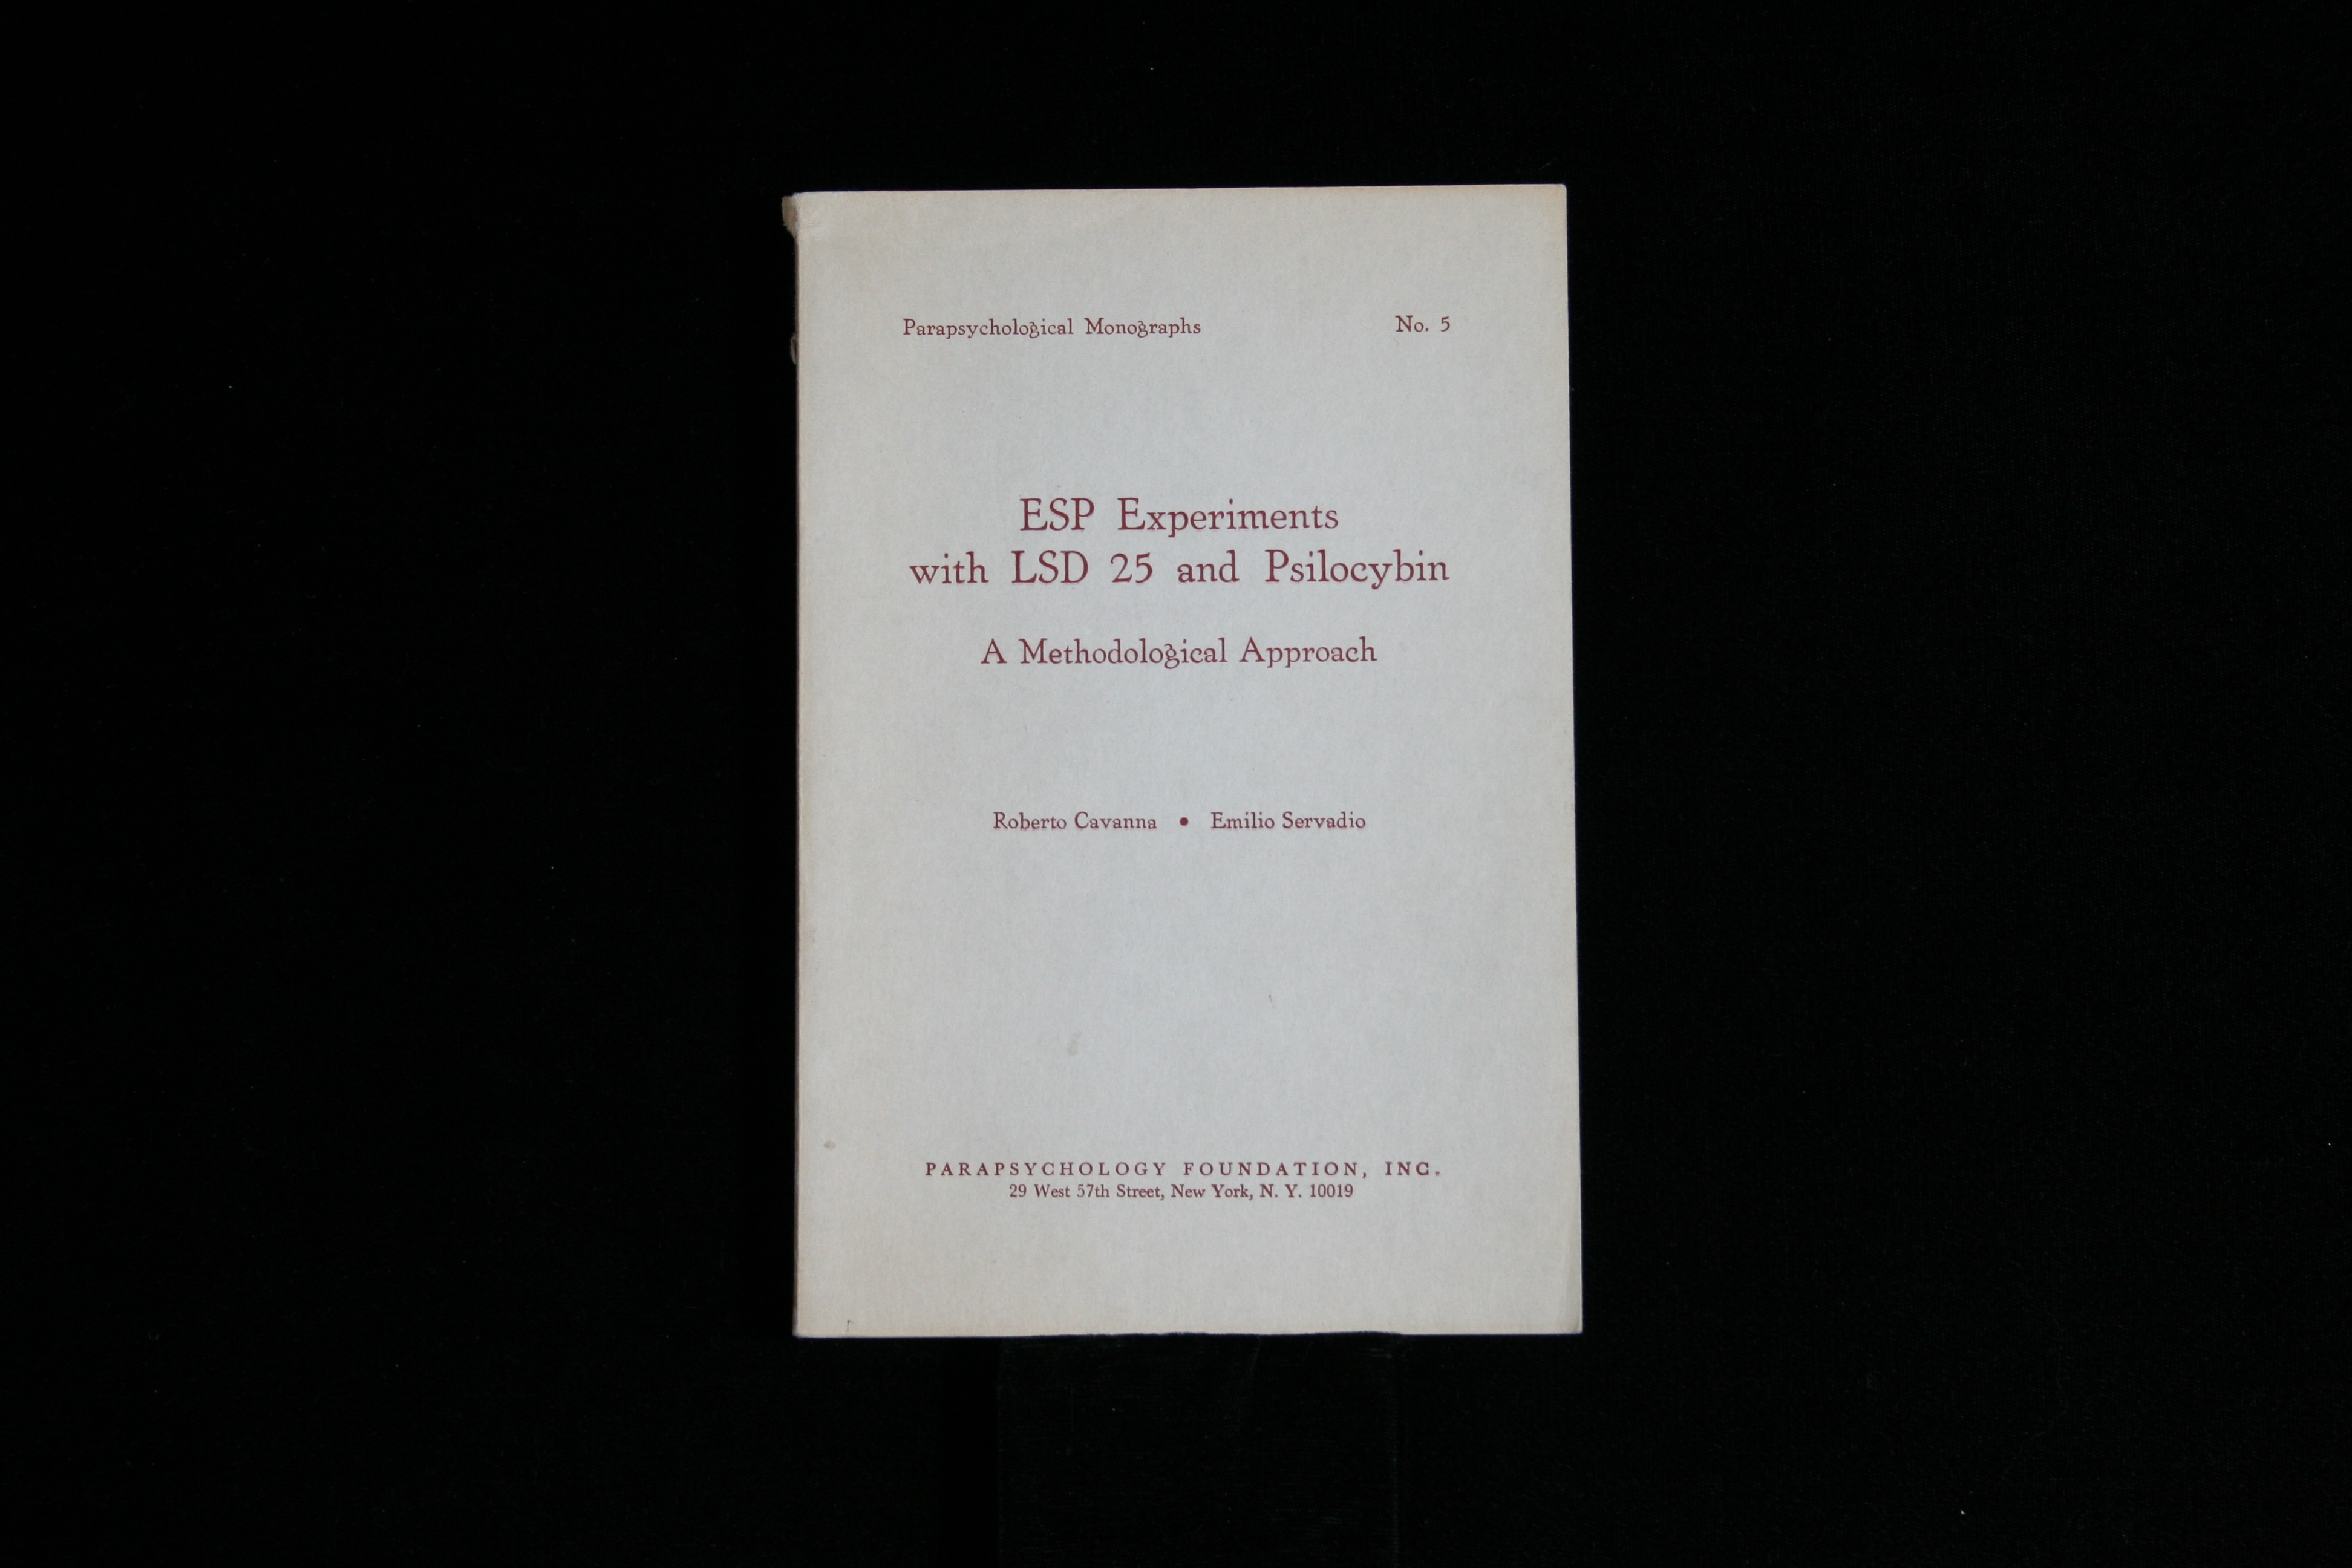 Parapsychological Monographs No. 5
ESP Experiments
with LSD 25 and Psilocybin
A Methodological Approach
Roberto Cavanna • Emilio Servadio
PARAPSYCHOLOGY FOUNDATION, INC.
29 West 57th Street, New York, N. Y. 10019